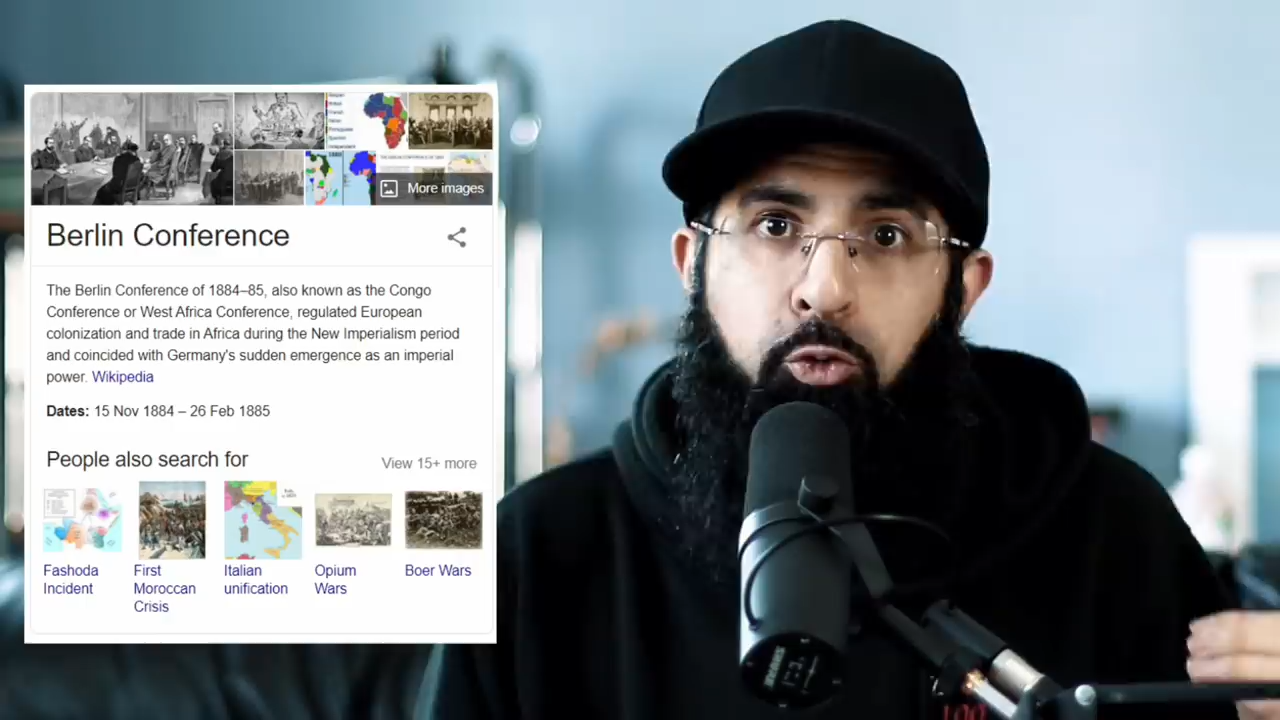 More images
Berlin Conference
The Berlin Conference of 1884–85, also known as the Congo
Conference or West Africa Conference, regulated European
colonization and trade in Africa during the New Imperialism period
and coincided with Germany's sudden emergence as an imperial
power. Wikipedia
Dates: 15 Nov 1884 – 26 Feb 1885
People also search for
View 15+ more
Fashoda
Incident
First
Moroccan
Crisis
Italian
unification
Opium
Wars
Boer Wars